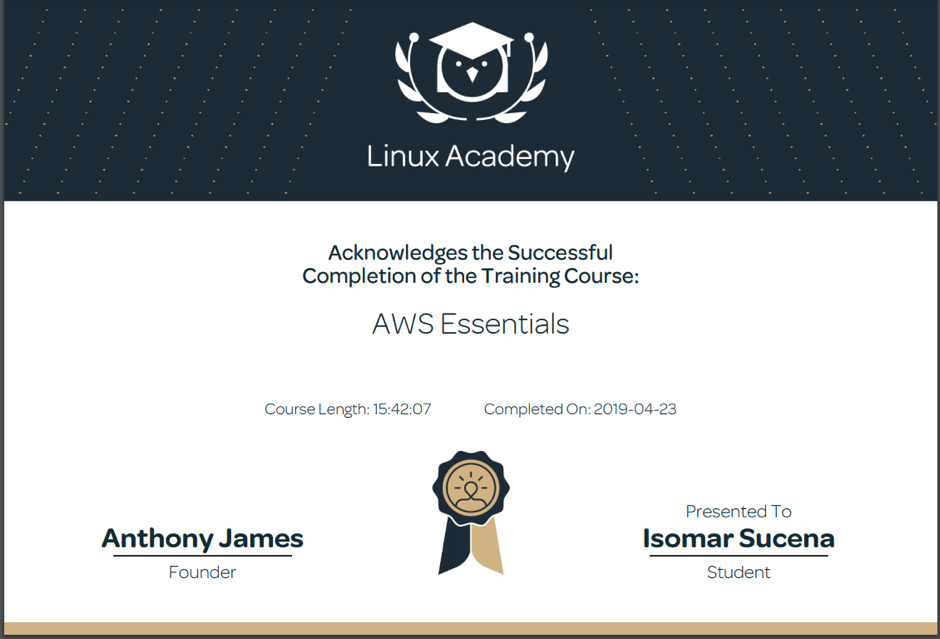 Linux Academy
Acknowledges the Successful
Completion of the Training Course:
AWS Essentials
Course Length: 15:42:07 Completed On: 2019-04-23
Presented To
Anthony James Isomar Sucena
Founder Student